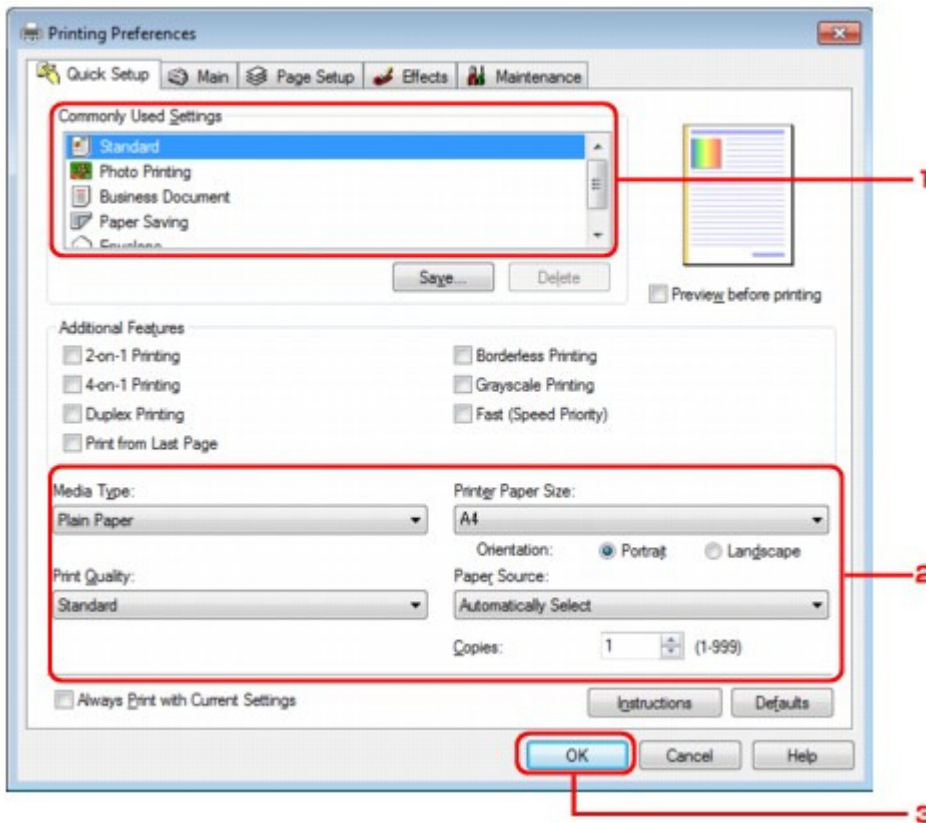 Printing Preferences
Quick Setup Main Page Setup Effects Maintenance
Commonly Used Settings
Standard
Photo Printing
Business Document
Paper Saving
Envelope
1
Save... Delete
Preview before printing
Additional Features
2-on-1 Printing
Borderless Printing
4-on-1 Printing
Grayscale Printing
Duplex Printing
Fast (Speed Priority)
Print from Last Page
Media Type:
Printer Paper Size:
Plain Paper
A4
Orientation: Portrait Landscape
2
Print Quality:
Paper Source:
Standard
Automatically Select
Copies: 1 (1-999)
Always Print with Current Settings
Instructions Defaults
OK Cancel Help
3